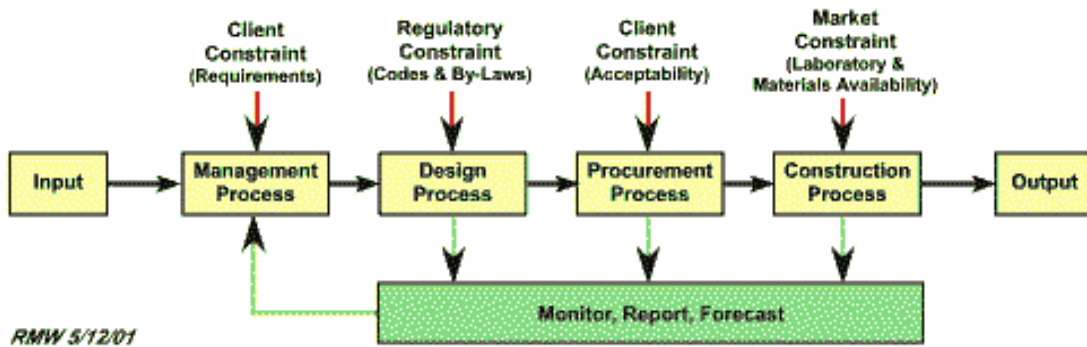 Client
Constraint
(Requirements)
Regulatory
Constraint
(Codes & By-Laws)
Client
Constraint
(Acceptability)
Market
Constraint
(Laboratory &
Materials Availability)
Input
Management
Process
Design
Process
Procurement
Process
Construction
Process
Output
Monitor, Report, Forecast
RMW 5/12/01